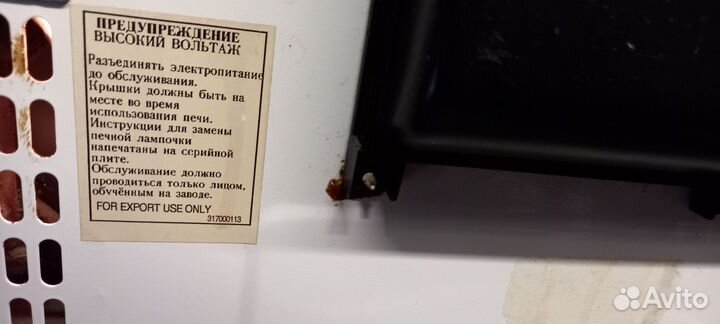 ПРЕДУПРЕЖДЕНИЕ
ВЫСОКИЙ ВОЛЬТАЖ
Разъединять электропитание
до обслуживания.
Крышки должны быть на
месте во время
использования печи.
Инструкции для замены
печной лампочки
напечатаны на серийной
плите.
Обслуживание должно
проводиться только лицом,
обучённым на заводе.
FOR EXPORT USE ONLY
317000113
Avito